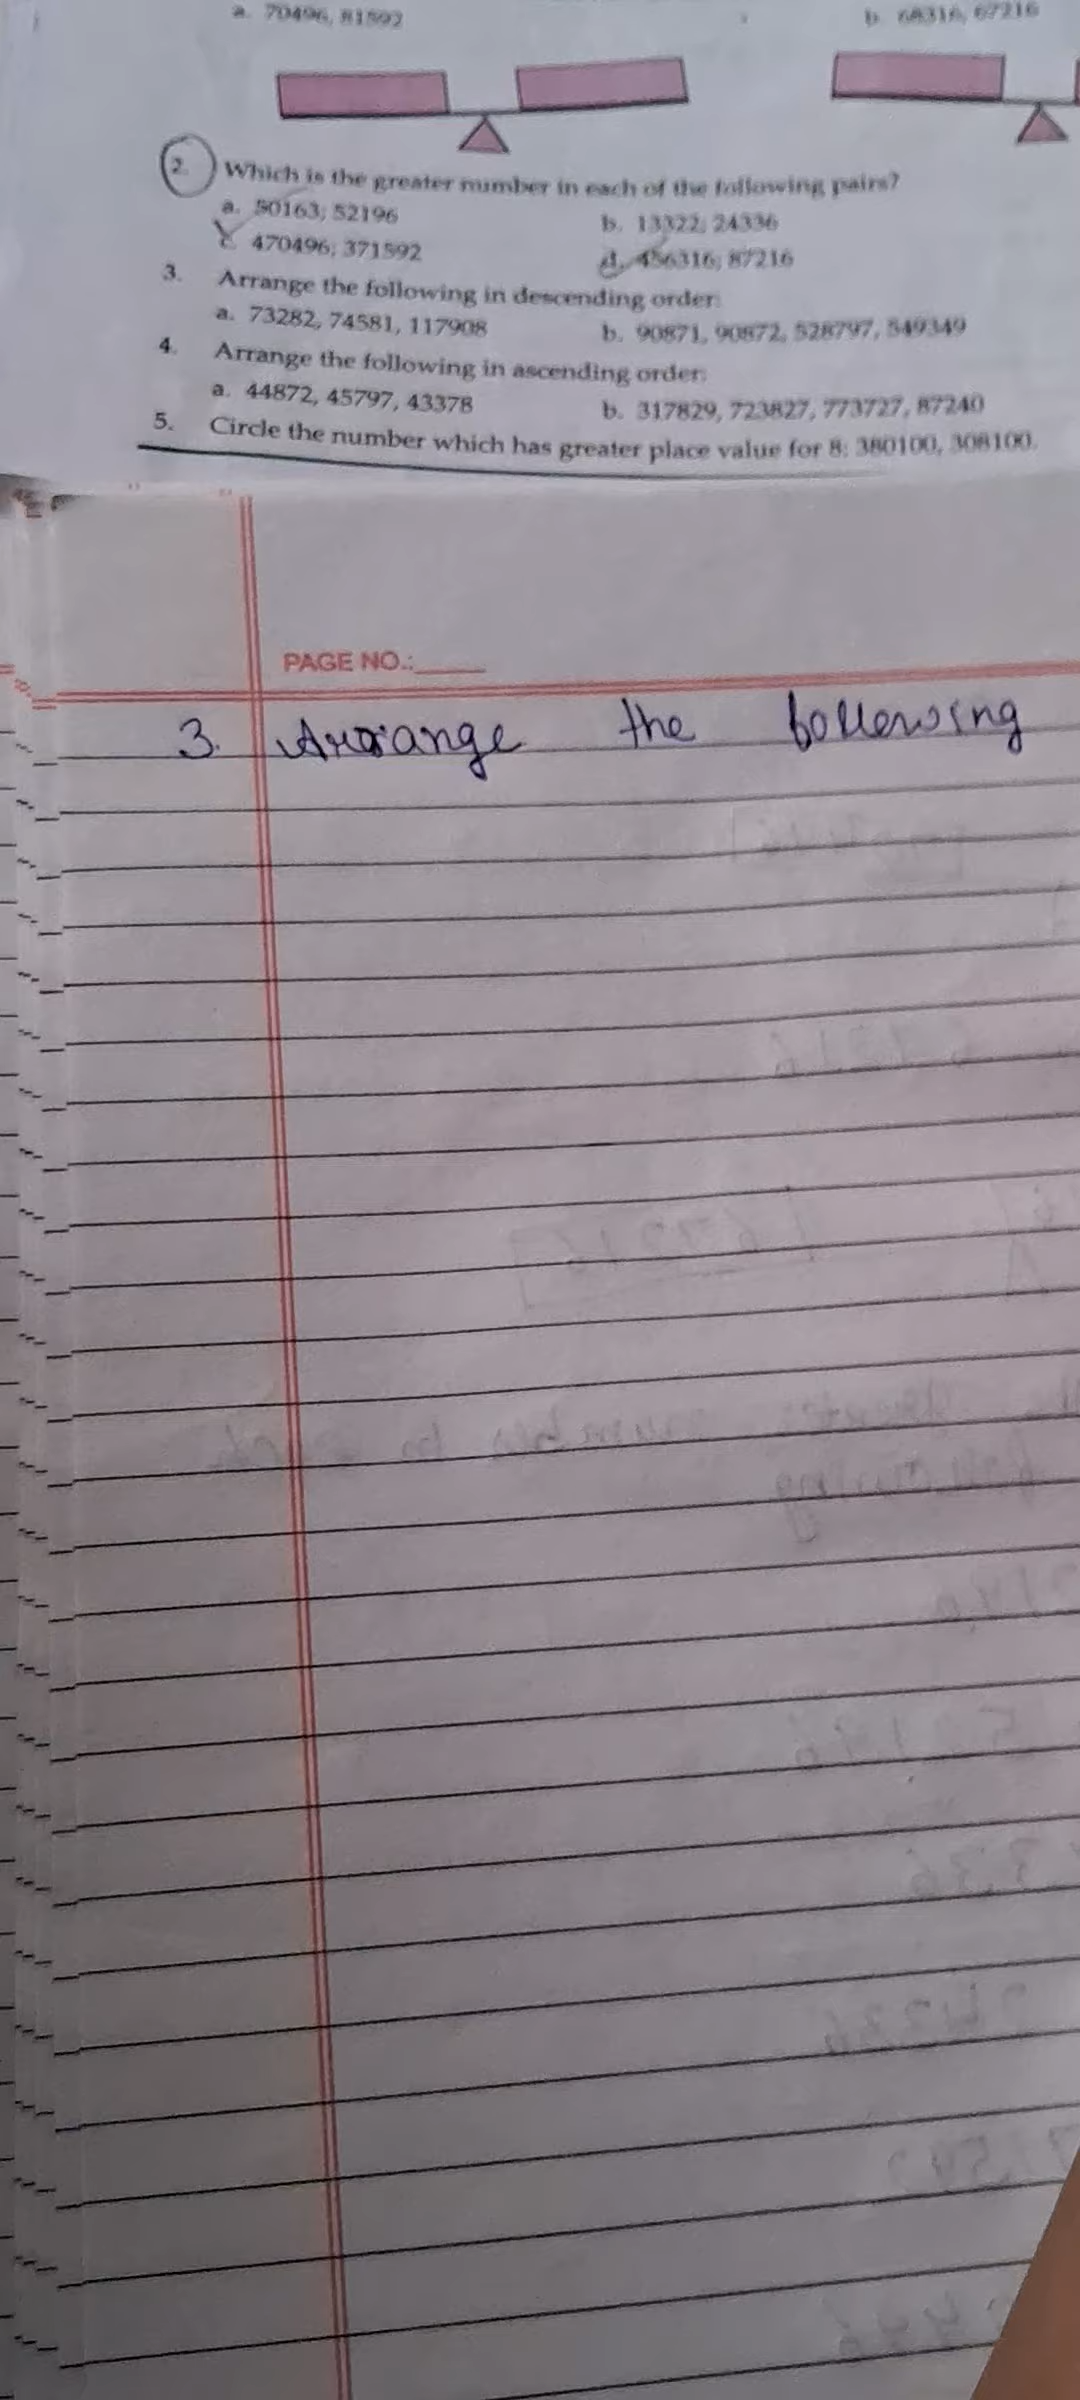 a. 70496, 81592 b. 68316, 67216
2. Which is the greater number in each of the following pairs?
a. 50163; 52196 b. 13322; 24336
c. 470496; 371592 d. 456316; 87216
3. Arrange the following in descending order:
a. 73282, 74581, 117908 b. 90871, 90872, 528797, 549349
4. Arrange the following in ascending order:
a. 44872, 45797, 43378 b. 317829, 723827, 773727, 87240
5. Circle the number which has greater place value for 8: 380100, 308100.
PAGE NO.:
3. Arrange the following